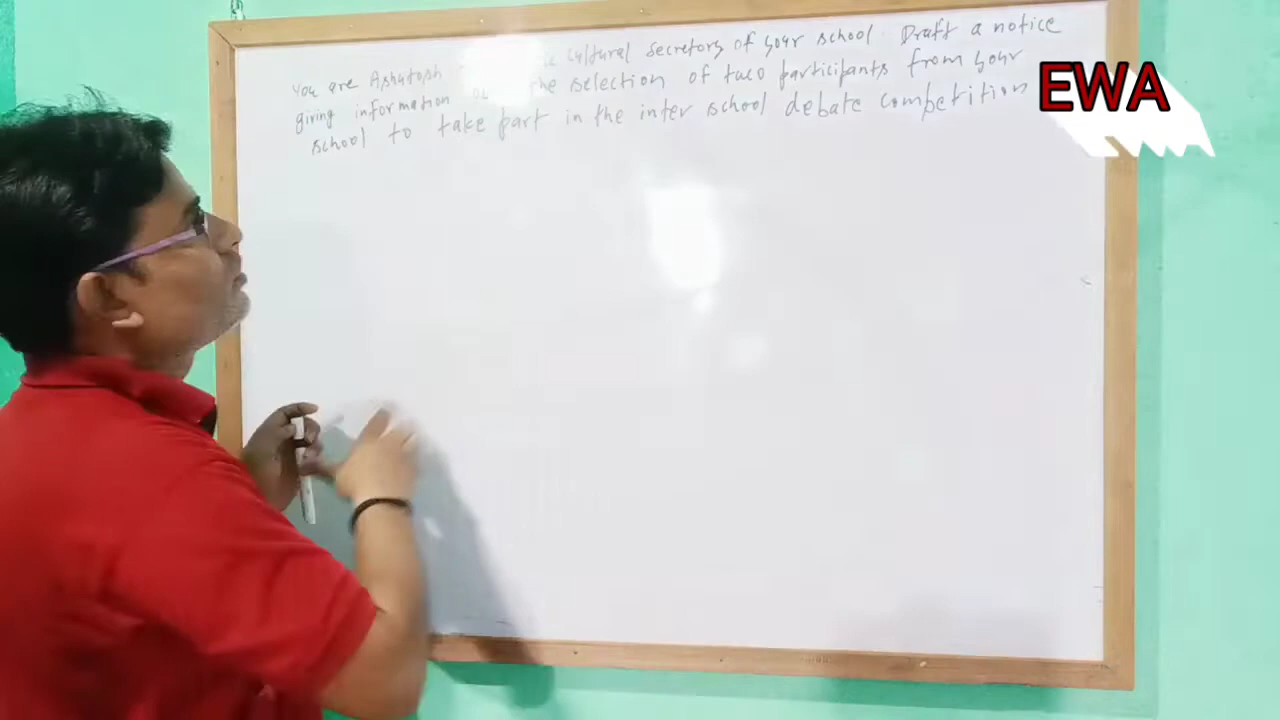 You are Ashutosh cultural secretary of your school. Draft a notice
giving information the selection of two participants from your
school to take part in the inter school debate competition
EWA